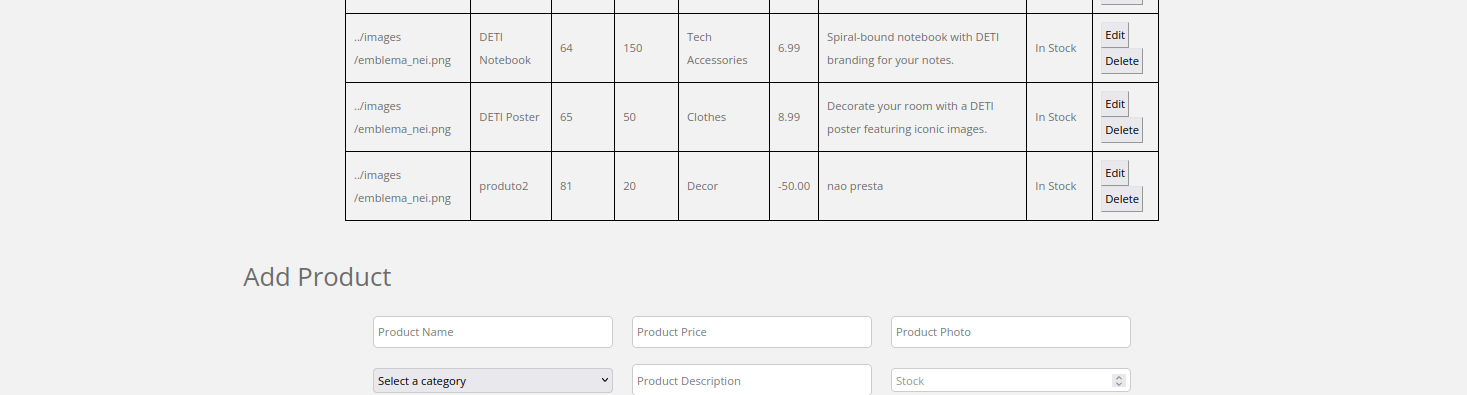 ../images
/emblema_nei.png
DETI
Notebook
64
150
Tech
Accessories
6.99
Spiral-bound notebook with DETI
branding for your notes.
In Stock
Edit
Delete
../images
/emblema_nei.png
DETI Poster
65
50
Clothes
8.99
Decorate your room with a DETI
poster featuring iconic images.
In Stock
Edit
Delete
../images
/emblema_nei.png
produto2
81
20
Decor
-50.00
nao presta
In Stock
Edit
Delete
Add Product
Product Name
Product Price
Product Photo
Select a category
Product Description
Stock